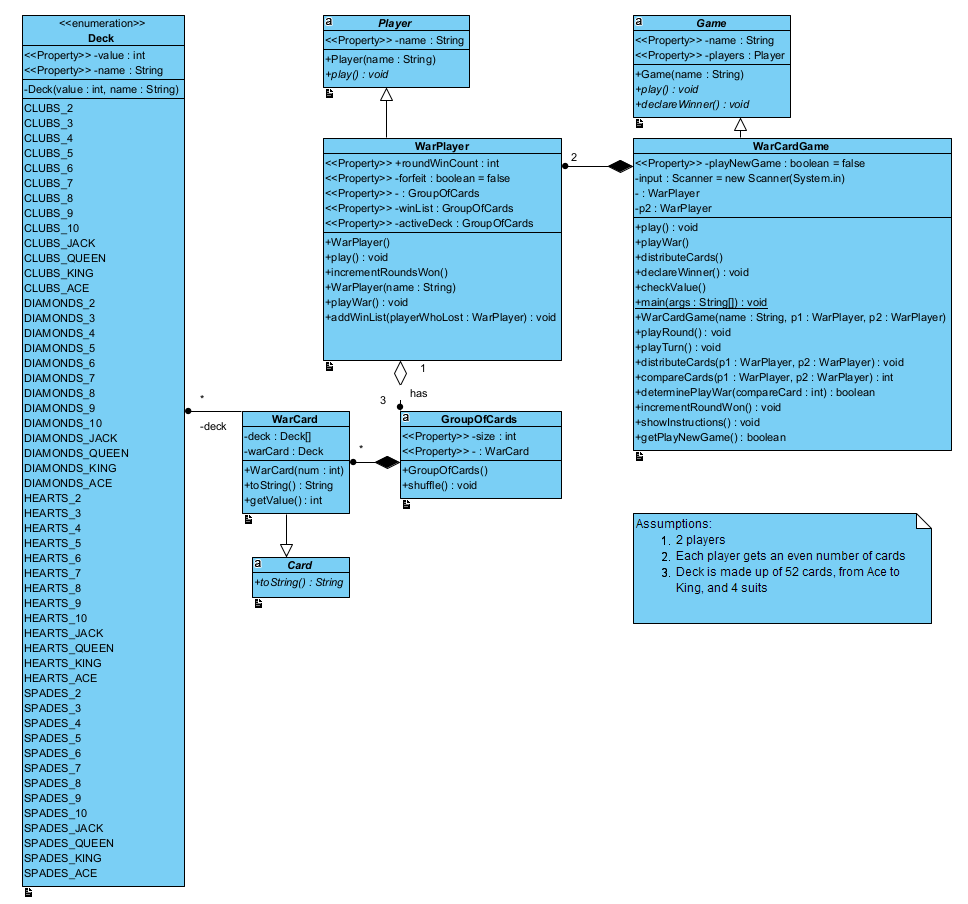 <<enumeration>>
Deck
<<Property>> -value : int
<<Property>> -name : String
-Deck(value : int, name : String)
CLUBS_2
CLUBS_3
CLUBS_4
CLUBS_5
CLUBS_6
CLUBS_7
CLUBS_8
CLUBS_9
CLUBS_10
CLUBS_JACK
CLUBS_QUEEN
CLUBS_KING
CLUBS_ACE
DIAMONDS_2
DIAMONDS_3
DIAMONDS_4
DIAMONDS_5
DIAMONDS_6
DIAMONDS_7
DIAMONDS_8
DIAMONDS_9
DIAMONDS_10
DIAMONDS_JACK
DIAMONDS_QUEEN
DIAMONDS_KING
DIAMONDS_ACE
HEARTS_2
HEARTS_3
HEARTS_4
HEARTS_5
HEARTS_6
HEARTS_7
HEARTS_8
HEARTS_9
HEARTS_10
HEARTS_JACK
HEARTS_QUEEN
HEARTS_KING
HEARTS_ACE
SPADES_2
SPADES_3
SPADES_4
SPADES_5
SPADES_6
SPADES_7
SPADES_8
SPADES_9
SPADES_10
SPADES_JACK
SPADES_QUEEN
SPADES_KING
SPADES_ACE
a
Player
<<Property>> -name : String
+Player(name : String)
+play() : void
a
Game
<<Property>> -name : String
<<Property>> -players : Player
+Game(name : String)
+play() : void
+declareWinner() : void
WarPlayer
<<Property>> +roundWinCount : int
<<Property>> -forfeit : boolean = false
<<Property>> - : GroupOfCards
<<Property>> -winList : GroupOfCards
<<Property>> -activeDeck : GroupOfCards
+WarPlayer()
+play() : void
+incrementRoundsWon()
+WarPlayer(name : String)
+playWar() : void
+addWinList(playerWhoLost : WarPlayer) : void
2
WarCardGame
<<Property>> -playNewGame : boolean = false
-input : Scanner = new Scanner(System.in)
- : WarPlayer
-p2 : WarPlayer
+play() : void
+playWar()
+distributeCards()
+declareWinner() : void
+checkValue()
+main(args : String[]) : void
+WarCardGame(name : String, p1 : WarPlayer, p2 : WarPlayer)
+playRound() : void
+playTurn() : void
+distributeCards(p1 : WarPlayer, p2 : WarPlayer) : void
+compareCards(p1 : WarPlayer, p2 : WarPlayer) : int
+determinePlayWar(compareCard : int) : boolean
+incrementRoundWon() : void
+showInstructions() : void
+getPlayNewGame() : boolean
1
has
3
*
-deck
WarCard
-deck : Deck[]
-warCard : Deck
+WarCard(num : int)
+toString() : String
+getValue() : int
*
a
GroupOfCards
<<Property>> -size : int
<<Property>> - : WarCard
+GroupOfCards()
+shuffle() : void
a
Card
+toString() : String
Assumptions:
1. 2 players
2. Each player gets an even number of cards
3. Deck is made up of 52 cards, from Ace to
King, and 4 suits